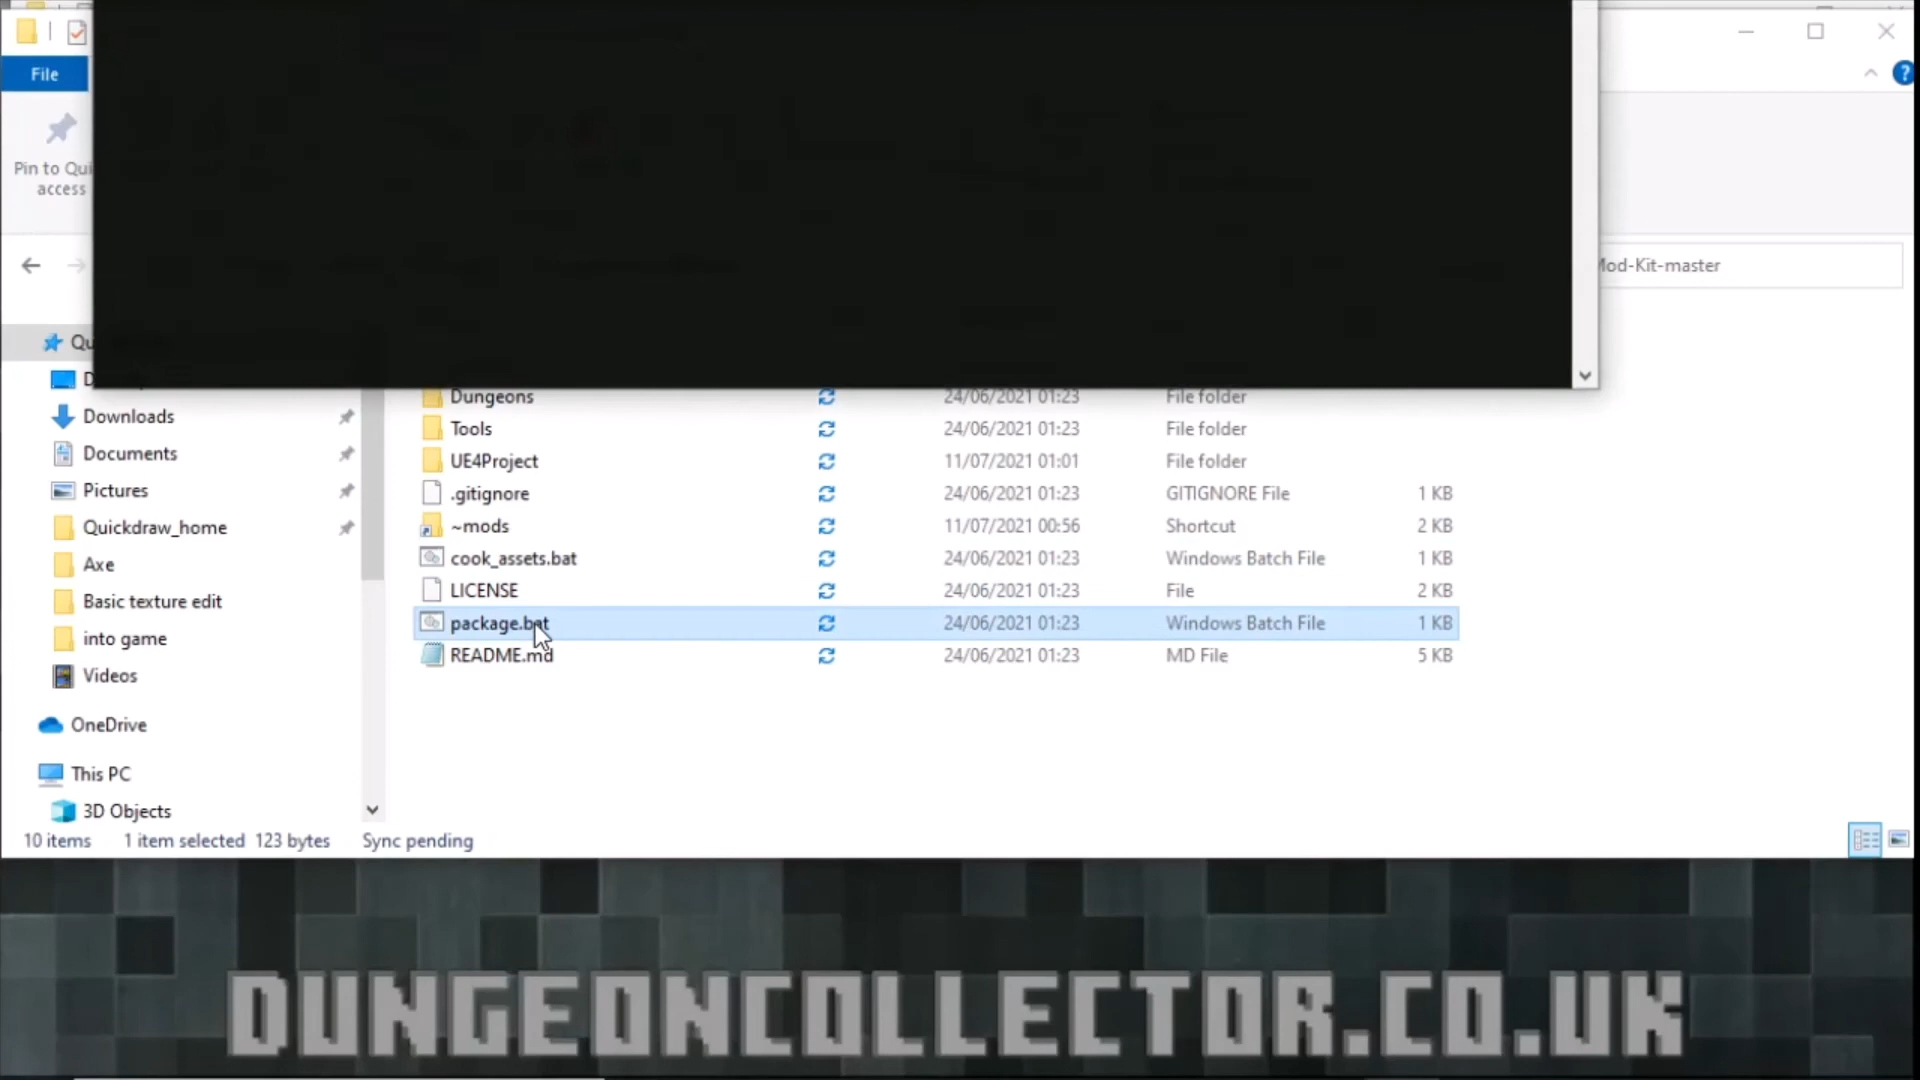 File
Pin to Qui
access
Mod-Kit-master
Qu
D
Downloads
Documents
Pictures
Quickdraw_home
Axe
Basic texture edit
into game
Videos
OneDrive
This PC
3D Objects
Dungeons 24/06/2021 01:23 File folder
Tools 24/06/2021 01:23 File folder
UE4Project 11/07/2021 01:01 File folder
.gitignore 24/06/2021 01:23 GITIGNORE File 1 KB
~mods 11/07/2021 00:56 Shortcut 2 KB
cook_assets.bat 24/06/2021 01:23 Windows Batch File 1 KB
LICENSE 24/06/2021 01:23 File 2 KB
package.bat 24/06/2021 01:23 Windows Batch File 1 KB
README.md 24/06/2021 01:23 MD File 5 KB
10 items 1 item selected 123 bytes Sync pending
DUNGEONCOLLECTOR.CO.UK